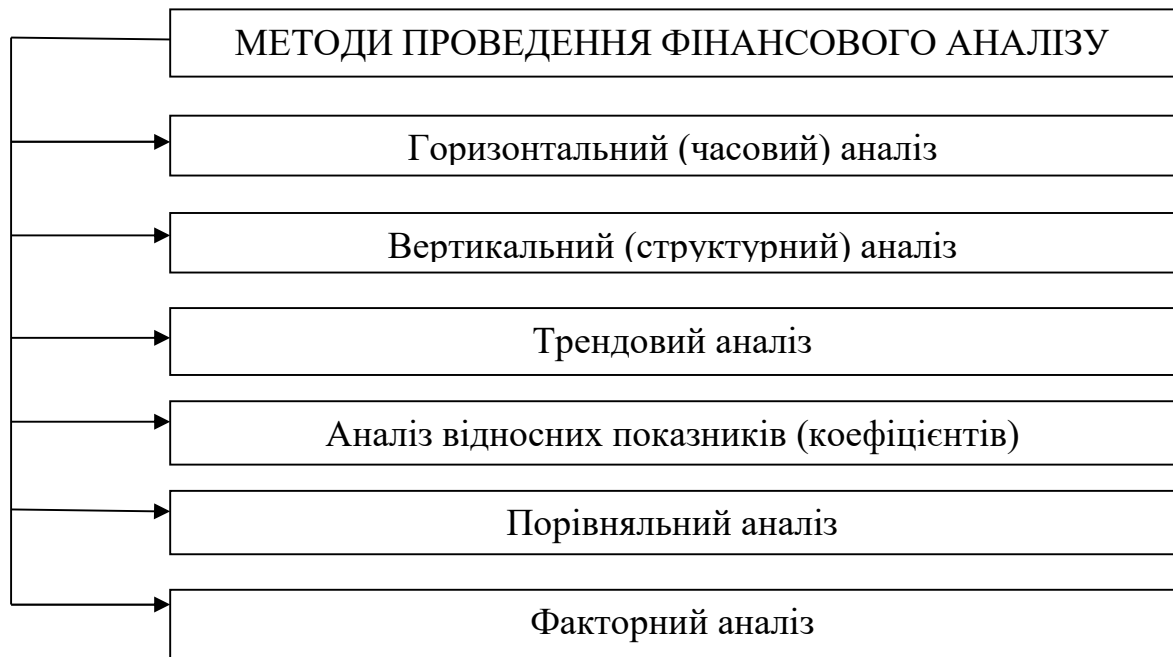 МЕТОДИ ПРОВЕДЕННЯ ФІНАНСОВОГО АНАЛІЗУ
Горизонтальний (часовий) аналіз
Вертикальний (структурний) аналіз
Трендовий аналіз
Аналіз відносних показників (коефіцієнтів)
Порівняльний аналіз
Факторний аналіз